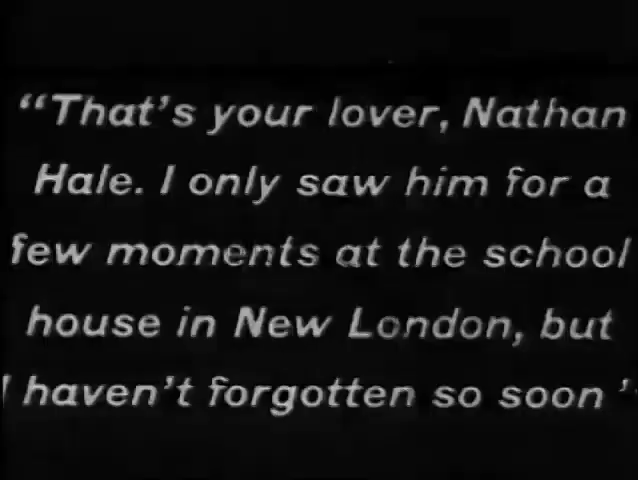 “That’s your lover, Nathan
Hale. I only saw him for a
few moments at the school
house in New London, but
I haven’t forgotten so soon ’